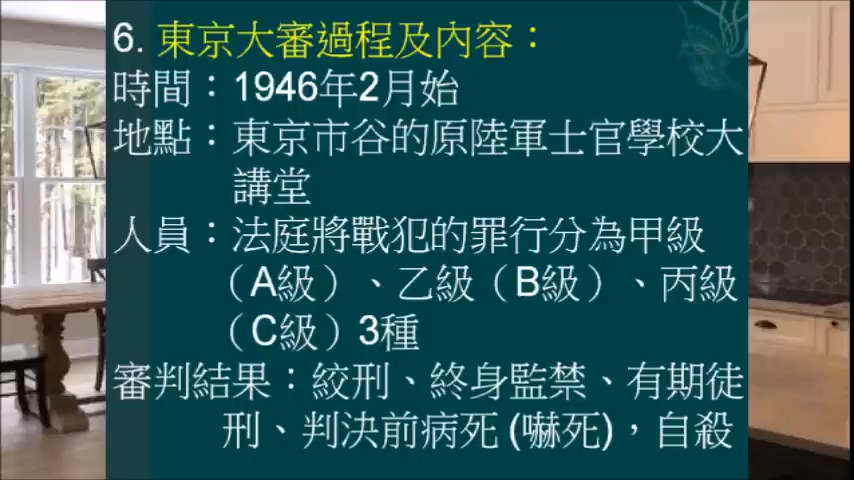 6. 東京大審過程及內容：
時間：1946年2月始
地點：東京市谷的原陸軍士官學校大
講堂
人員：法庭將戰犯的罪行分為甲級
（A級）、乙級（B級）、丙級
（C級）3種
審判結果：絞刑、終身監禁、有期徒
刑、判決前病死 (嚇死)，自殺